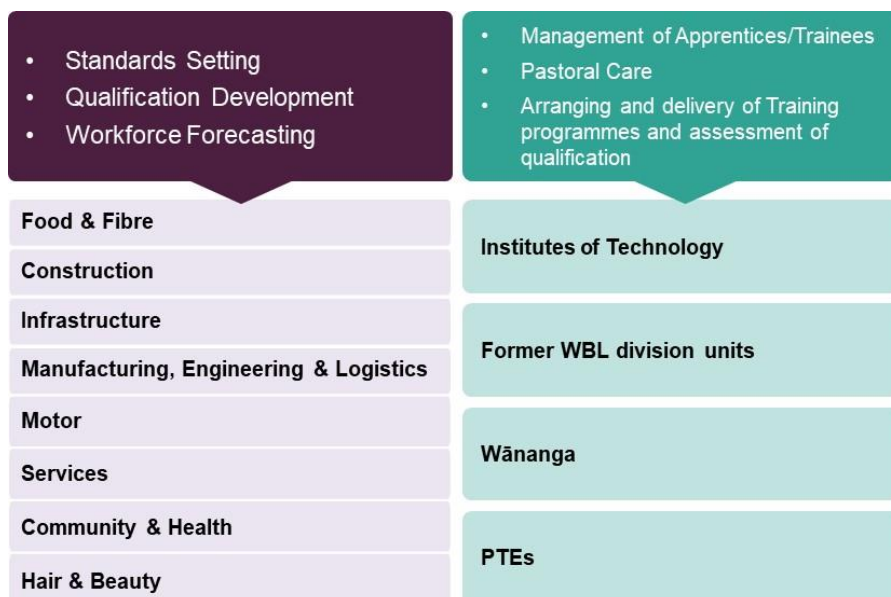 • Standards Setting
• Qualification Development
• Workforce Forecasting
Food & Fibre
Construction
Infrastructure
Manufacturing, Engineering & Logistics
Motor
Services
Community & Health
Hair & Beauty
• Management of Apprentices/Trainees
• Pastoral Care
• Arranging and delivery of Training
programmes and assessment of
qualification
Institutes of Technology
Former WBL division units
Wānanga
PTEs